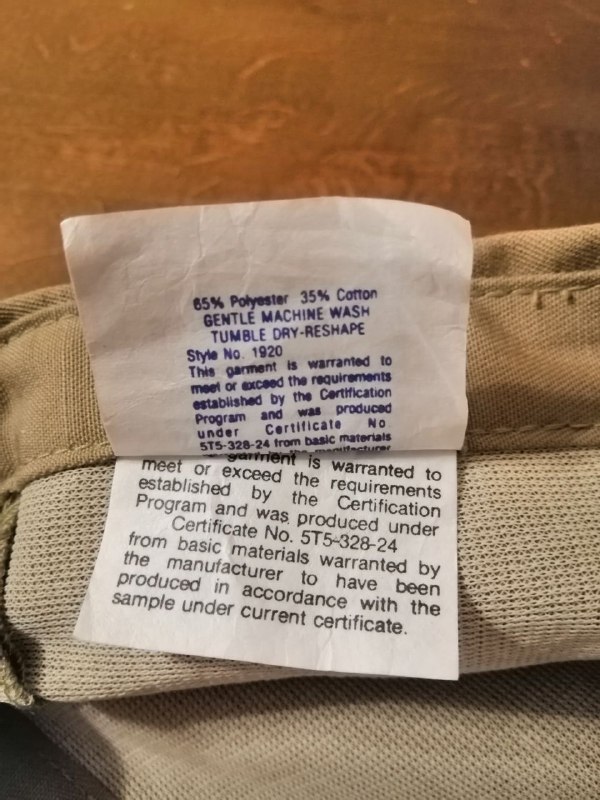 65% Polyester 35% Cotton
GENTLE MACHINE WASH
TUMBLE DRY-RESHAPE
Style No. 1920
This garment is warranted to
meet or exceed the requirements
established by the Certification
Program and was produced
under Certificate No
5T5-328-24 from basic materials
the manufacturer
garment is warranted to
meet or exceed the requirements
established by the Certification
Program and was produced under
Certificate No. 5T5-328-24
from basic materials warranted by
the manufacturer to have been
produced in accordance with the
sample under current certificate.